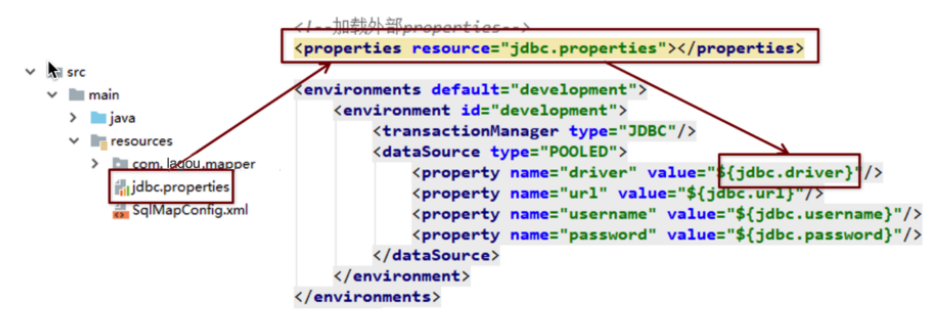 <!--加载外部properties-->
<properties resource="jdbc.properties"></properties>
src
main
java
resources
com.lagou.mapper
jdbc.properties
SqlMapConfig.xml
<environments default="development">
<environment id="development">
<transactionManager type="JDBC"/>
<dataSource type="POOLED">
<property name="driver" value="${jdbc.driver}"/>
<property name="url" value="${jdbc.url}"/>
<property name="username" value="${jdbc.username}"/>
<property name="password" value="${jdbc.password}"/>
</dataSource>
</environment>
</environments>